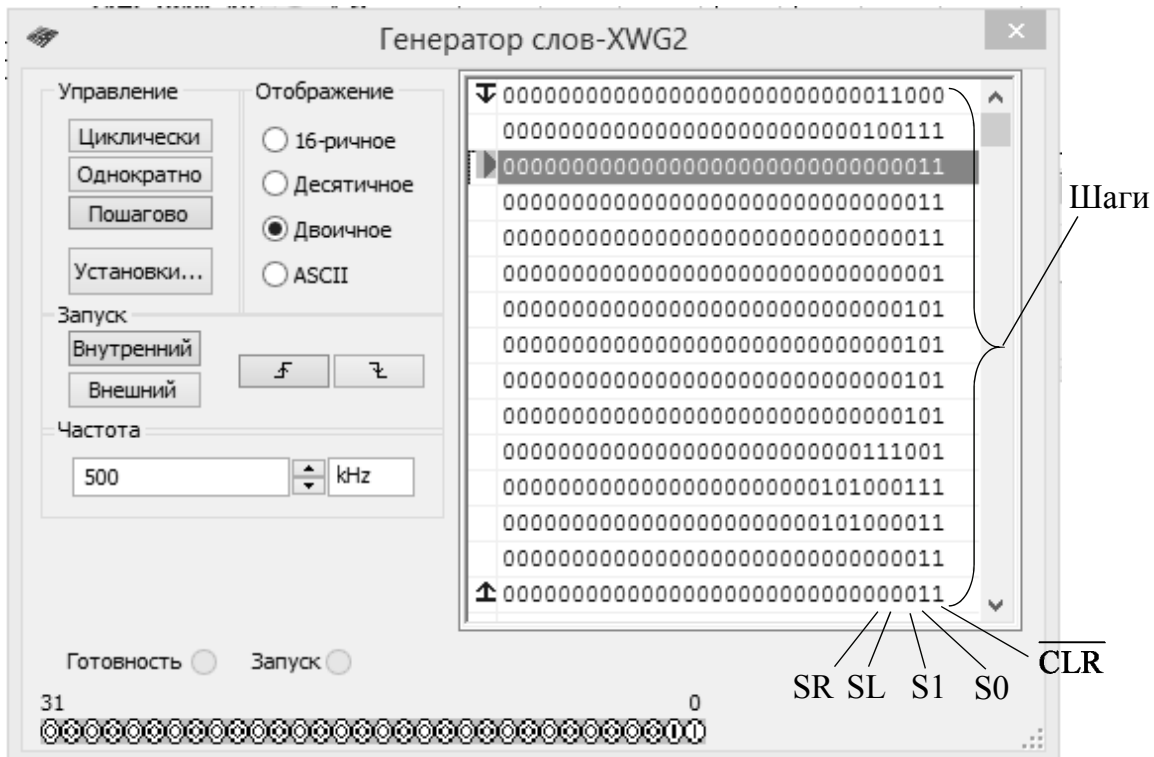 Генератор слов-XWG2
Управление
Циклически
Однократно
Пошагово
Установки...
Отображение
16-ричное
Десятичное
Двоичное
ASCII
Запуск
Внутренний
Внешний
Частота
500
kHz
00000000000000000000000000011000
00000000000000000000000000100111
00000000000000000000000000000011
00000000000000000000000000000011
00000000000000000000000000000011
00000000000000000000000000000001
00000000000000000000000000000101
00000000000000000000000000000101
00000000000000000000000000000101
00000000000000000000000000000101
00000000000000000000000000111001
00000000000000000000000101000111
00000000000000000000000101000011
00000000000000000000000000000011
00000000000000000000000000000011
Шаги
SR SL S1 S0 CLR
Готовность Запуск
31 0